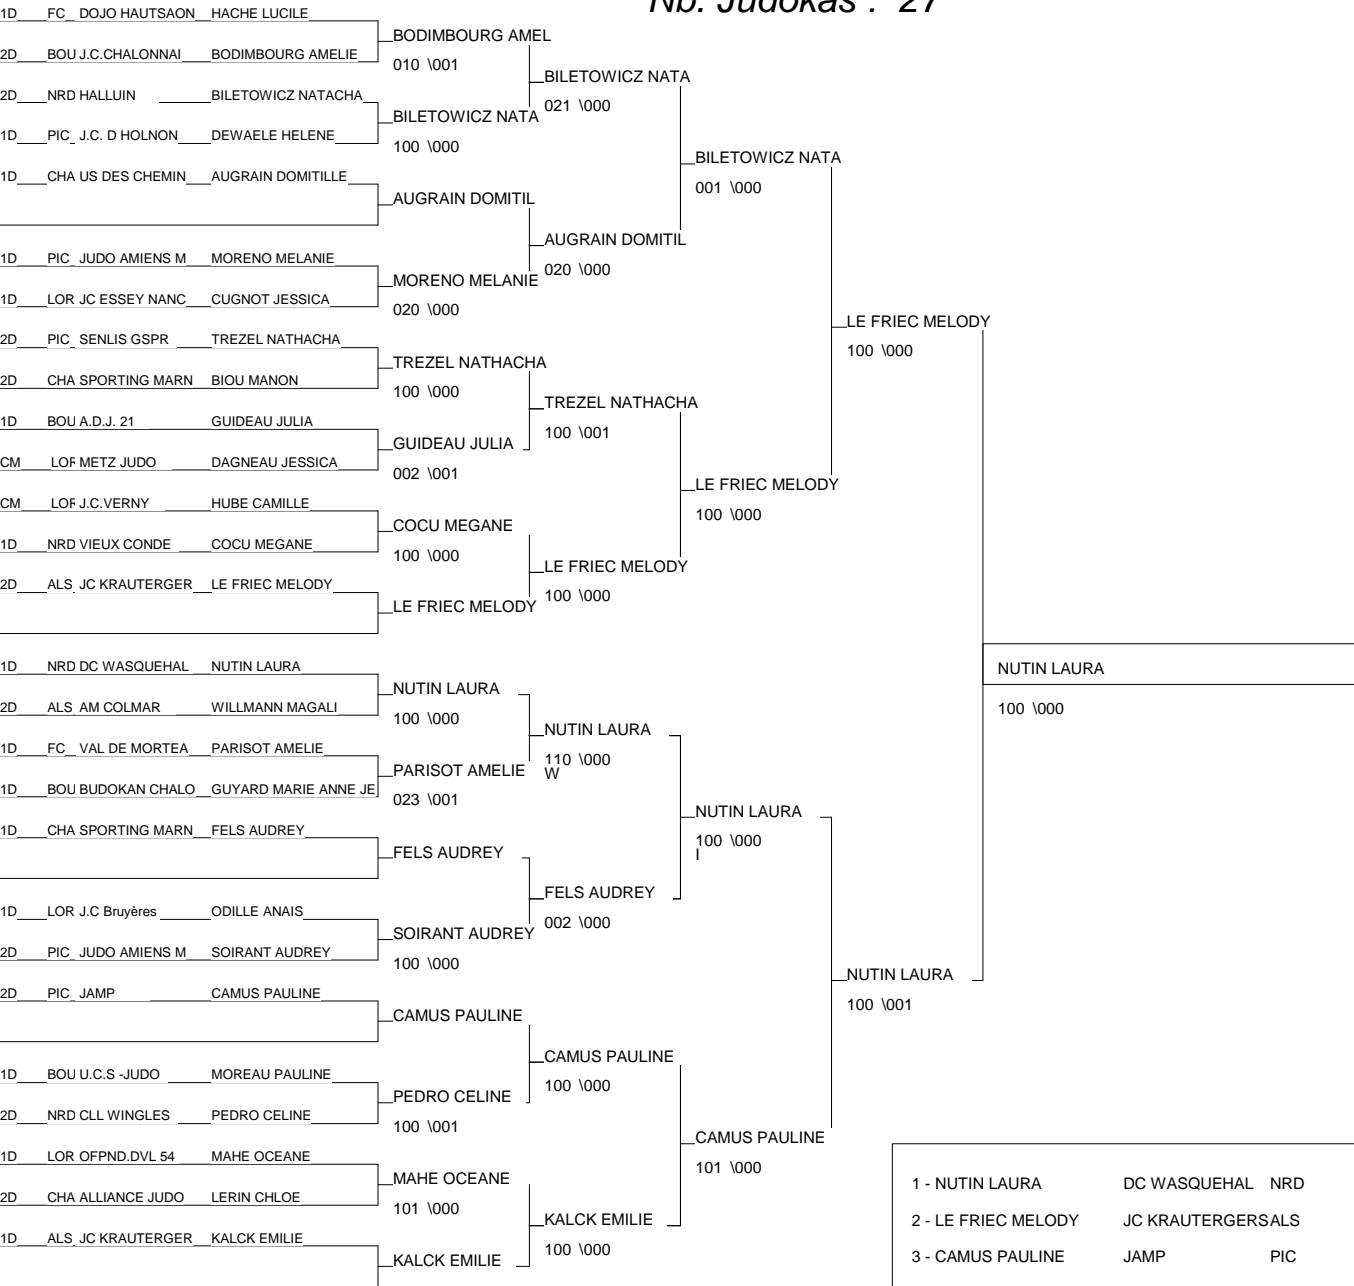 Nb. Judokas : 27
1D FC DOJO HAUTSAON HACHE LUCILE
BODIMBOURG AMEL
2D BOU J.C.CHALONNAI BODIMBOURG AMELIE
010 \001
BILETOWICZ NATA
021 \000
2D NRD HALLUIN BILETOWICZ NATACHA
BILETOWICZ NATA
1D PIC J.C. D HOLNON DEWAELE HELENE
100 \000
BILETOWICZ NATA
001 \000
1D CHA US DES CHEMIN AUGRAIN DOMITILLE
AUGRAIN DOMITIL
AUGRAIN DOMITIL
020 \000
1D PIC JUDO AMIENS M MORENO MELANIE
MORENO MELANIE
1D LOR JC ESSEY NANC CUGNOT JESSICA
020 \000
LE FRIEC MELODY
100 \000
2D PIC SENLIS GSPR TREZEL NATHACHA
TREZEL NATHACHA
2D CHA SPORTING MARN BIOU MANON
100 \000
TREZEL NATHACHA
100 \001
1D BOU A.D.J. 21 GUIDEAU JULIA
GUIDEAU JULIA
CM LOR METZ JUDO DAGNEAU JESSICA
002 \001
LE FRIEC MELODY
100 \000
CM LOR J.C.VERNY HUBE CAMILLE
COCU MEGANE
1D NRD VIEUX CONDE COCU MEGANE
100 \000
LE FRIEC MELODY
100 \000
2D ALS JC KRAUTERGER LE FRIEC MELODY
LE FRIEC MELODY
NUTIN LAURA
100 \000
1D NRD DC WASQUEHAL NUTIN LAURA
NUTIN LAURA
2D ALS AM COLMAR WILLMANN MAGALI
100 \000
NUTIN LAURA
110 \000
W
1D FC VAL DE MORTEA PARISOT AMELIE
PARISOT AMELIE
1D BOU BUDOKAN CHALO GUYARD MARIE ANNE JE
023 \001
NUTIN LAURA
100 \000
I
1D CHA SPORTING MARN FELS AUDREY
FELS AUDREY
FELS AUDREY
002 \000
1D LOR J.C Bruyères ODILLE ANAIS
SOIRANT AUDREY
2D PIC JUDO AMIENS M SOIRANT AUDREY
100 \000
NUTIN LAURA
100 \001
2D PIC JAMP CAMUS PAULINE
CAMUS PAULINE
CAMUS PAULINE
100 \000
1D BOU U.C.S -JUDO MOREAU PAULINE
PEDRO CELINE
2D NRD CLL WINGLES PEDRO CELINE
100 \001
CAMUS PAULINE
101 \000
1D LOR OFPND.DVL 54 MAHE OCEANE
MAHE OCEANE
2D CHA ALLIANCE JUDO LERIN CHLOE
101 \000
KALCK EMILIE
100 \000
1D ALS JC KRAUTERGER KALCK EMILIE
KALCK EMILIE
1 - NUTIN LAURA DC WASQUEHAL NRD
2 - LE FRIEC MELODY JC KRAUTERGERSALS
3 - CAMUS PAULINE JAMP PIC